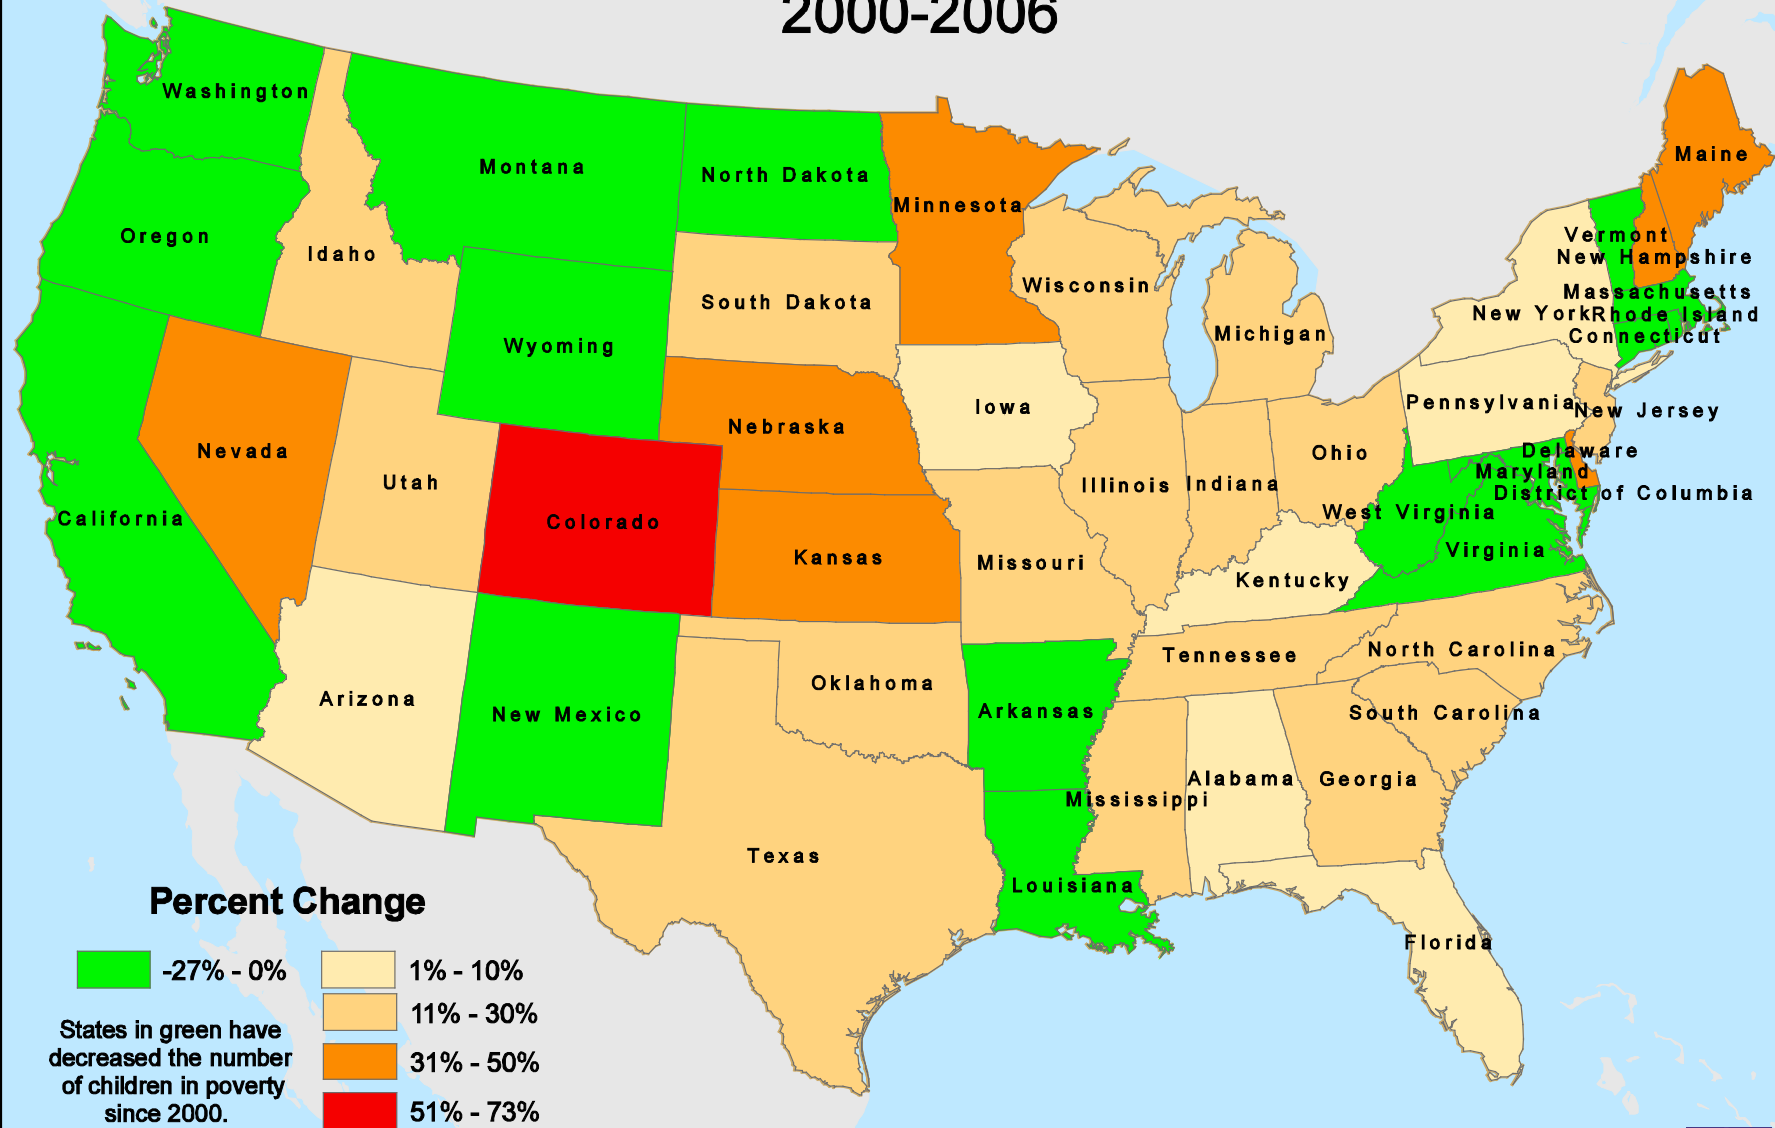 2000-2006
Washington
Montana
North Dakota
Minnesota
Maine
Oregon
Idaho
Vermont
New Hampshire
Wisconsin
South Dakota
Massachusetts
New York
Rhode Island
Connecticut
Michigan
Wyoming
Iowa
Pennsylvania
New Jersey
Nebraska
Nevada
Utah
Ohio
Delaware
Maryland
Illinois
Indiana
District of Columbia
California
Colorado
West Virginia
Virginia
Kansas
Missouri
Kentucky
Tennessee
North Carolina
Arizona
Oklahoma
New Mexico
Arkansas
South Carolina
Alabama
Georgia
Mississippi
Texas
Louisiana
Florida
Percent Change
-27% - 0%
1% - 10%
11% - 30%
31% - 50%
51% - 73%
States in green have
decreased the number
of children in poverty
since 2000.